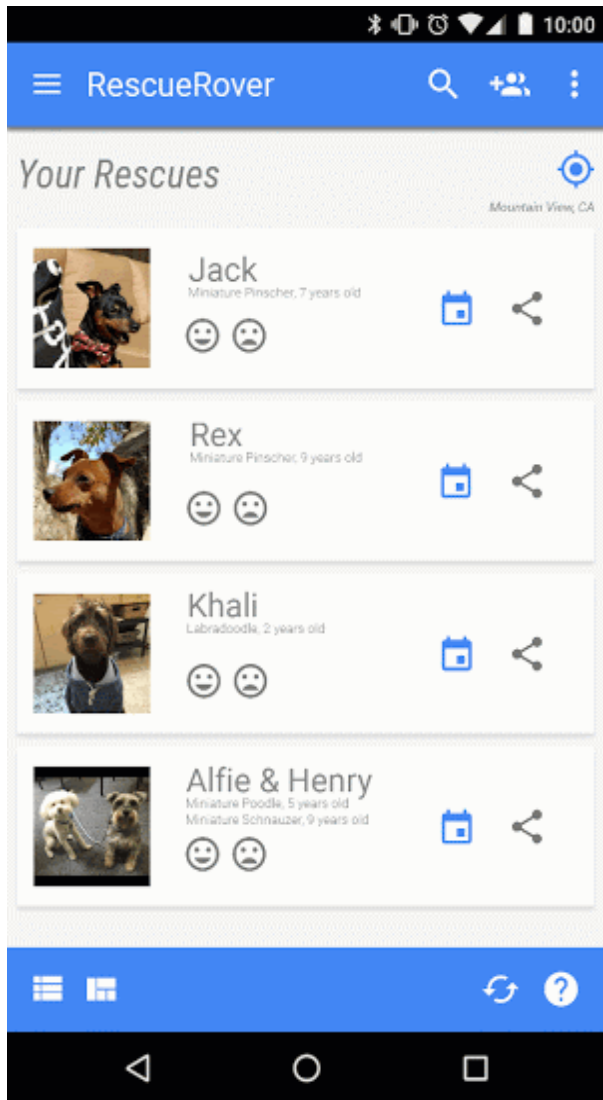 10:00
RescueRover
Your Rescues
Mountain View, CA
Jack
Miniature Pinscher, 7 years old
Rex
Miniature Pinscher, 9 years old
Khali
Labradoodle, 2 years old
Alfie & Henry
Miniature Poodle, 5 years old
Miniature Schnauzer, 9 years old